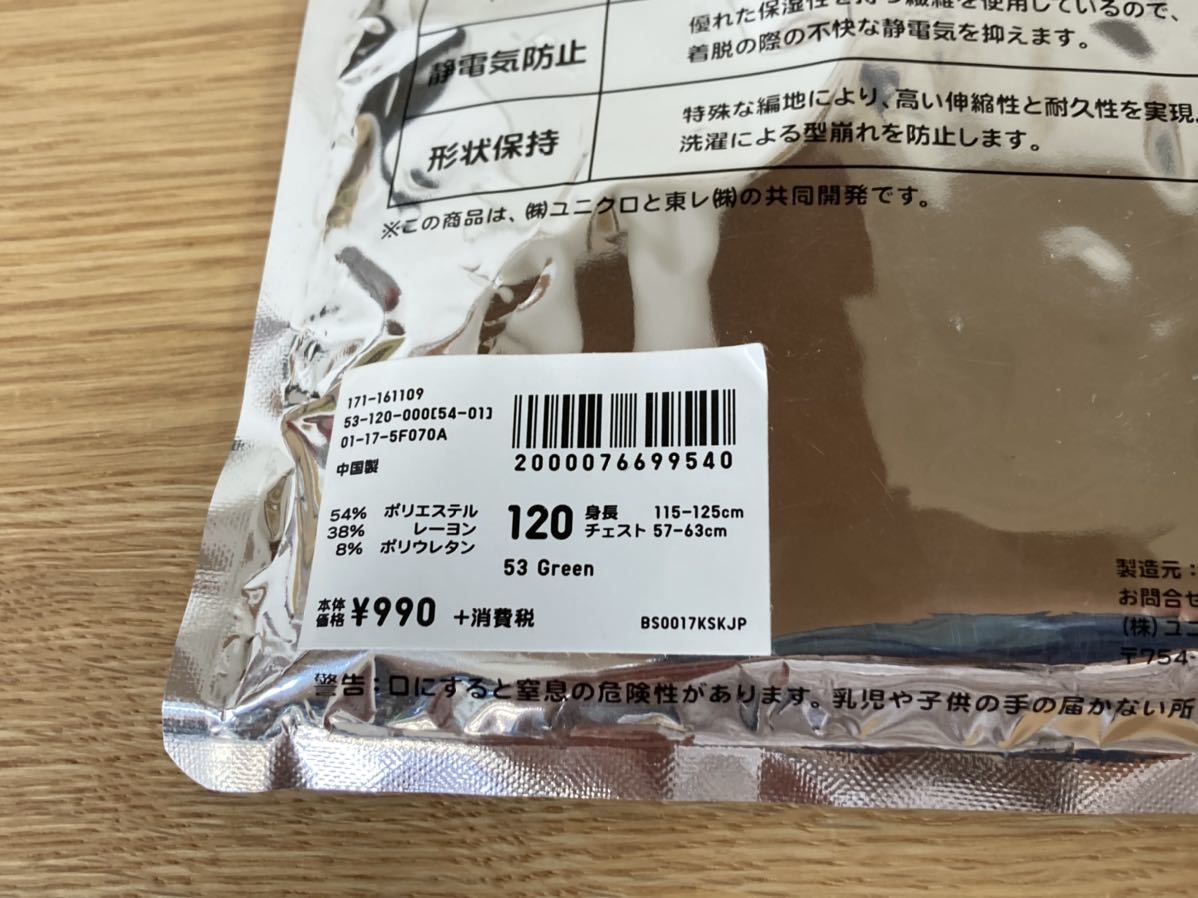 優れた保湿性を持つ繊維を使用しているので、
静電気防止
着脱の際の不快な静電気を抑えます。
形状保持
特殊な編地により、高い伸縮性と耐久性を実現。
洗濯による型崩れを防止します。
※この商品は、㈱ユニクロと東レ㈱の共同開発です。
171-161109
53-120-000[54-01]
01-17-5F070A
中国製
2000076699540
54% ポリエステル
38% レーヨン
8% ポリウレタン
120
身長 115-125cm
チェスト 57-63cm
53 Green
本体価格 ¥990 +消費税
BS0017KSKJP
製造元:
お問合せ
(株)ユニ
〒754-
警告:口にすると窒息の危険性があります。乳児や子供の手の届かない所